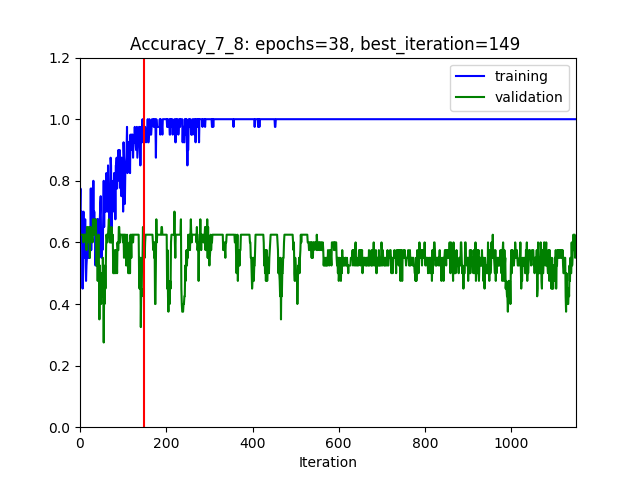 Accuracy_7_8: epochs=38, best_iteration=149
training
validation
1.2
1.0
0.8
0.6
0.4
0.2
0.0
0 200 400 600 800 1000
Iteration